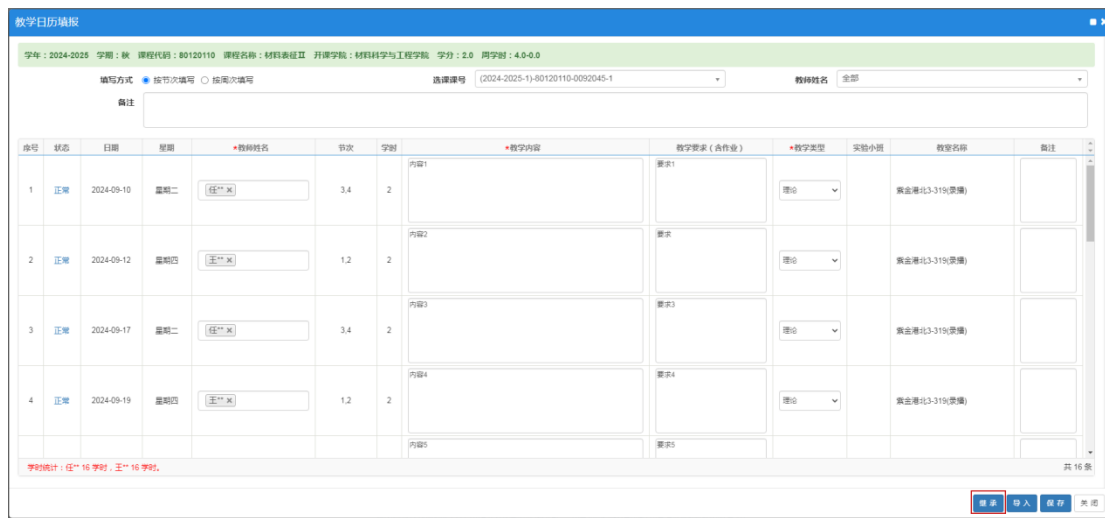 教学日历填报
学年：2024-2025 学期：秋 课程代码：80120110 课程名称：材料表征Ⅱ 开课学院：材料科学与工程学院 学分：2.0 周学时：4.0-0.0
填写方式 按节次填写 按周次填写 选课课号 (2024-2025-1)-80120110-0092045-1 教师姓名 全部
备注
序号 状态 日期 星期 *教师姓名 节次 学时 *教学内容 教学要求（含作业） *教学类型 实验小班 教室名称 备注
1 正常 2024-09-10 星期二 任** × 3,4 2 内容1 要求1 理论 紫金港北3-319(录播)
2 正常 2024-09-12 星期四 王** × 1,2 2 内容2 要求 理论 紫金港北3-319(录播)
3 正常 2024-09-17 星期二 任** × 3,4 2 内容3 要求3 理论 紫金港北3-319(录播)
4 正常 2024-09-19 星期四 王** × 1,2 2 内容4 要求4 理论 紫金港北3-319(录播)
内容5 要求5
学时统计：任** 16 学时，王** 16 学时。 共 16 条
继承 导入 保存 关闭